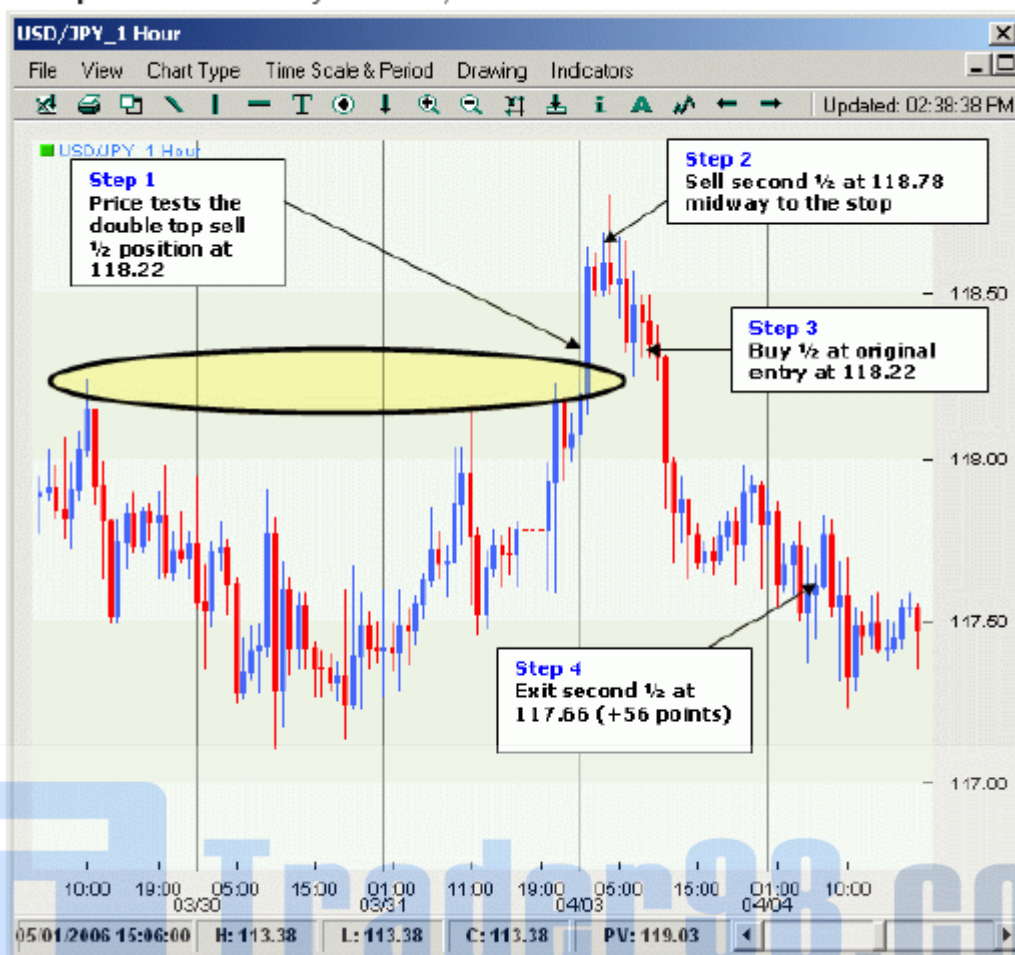 USD/JPY_1 Hour
File View Chart Type Time Scale & Period Drawing Indicators
T i A Updated: 02:38:38 PM
USD/JPY_1 Hour
Step 1
Price tests the
double top sell
½ position at
118.22
Step 2
Sell second ½ at 118.78
midway to the stop
118.50
Step 3
Buy ½ at original
entry at 118.22
118.00
117.50
Step 4
Exit second ½ at
117.66 (+56 points)
117.00
10:00 19:00 05:00 15:00 01:00 11:00 19:00 05:00 15:00 01:00 10:00
03/30 03/31 04/03 04/04
05/01/2006 15:06:00 H: 113.38 L: 113.38 C: 113.38 PV: 119.03
Trader98.co